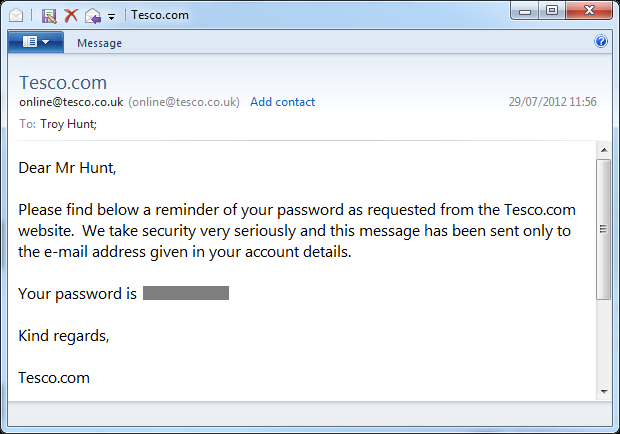 Tesco.com
Message
Tesco.com
online@tesco.co.uk (online@tesco.co.uk) Add contact 29/07/2012 11:56
To: Troy Hunt;
Dear Mr Hunt,
Please find below a reminder of your password as requested from the Tesco.com
website. We take security very seriously and this message has been sent only to
the e-mail address given in your account details.
Your password is
Kind regards,
Tesco.com